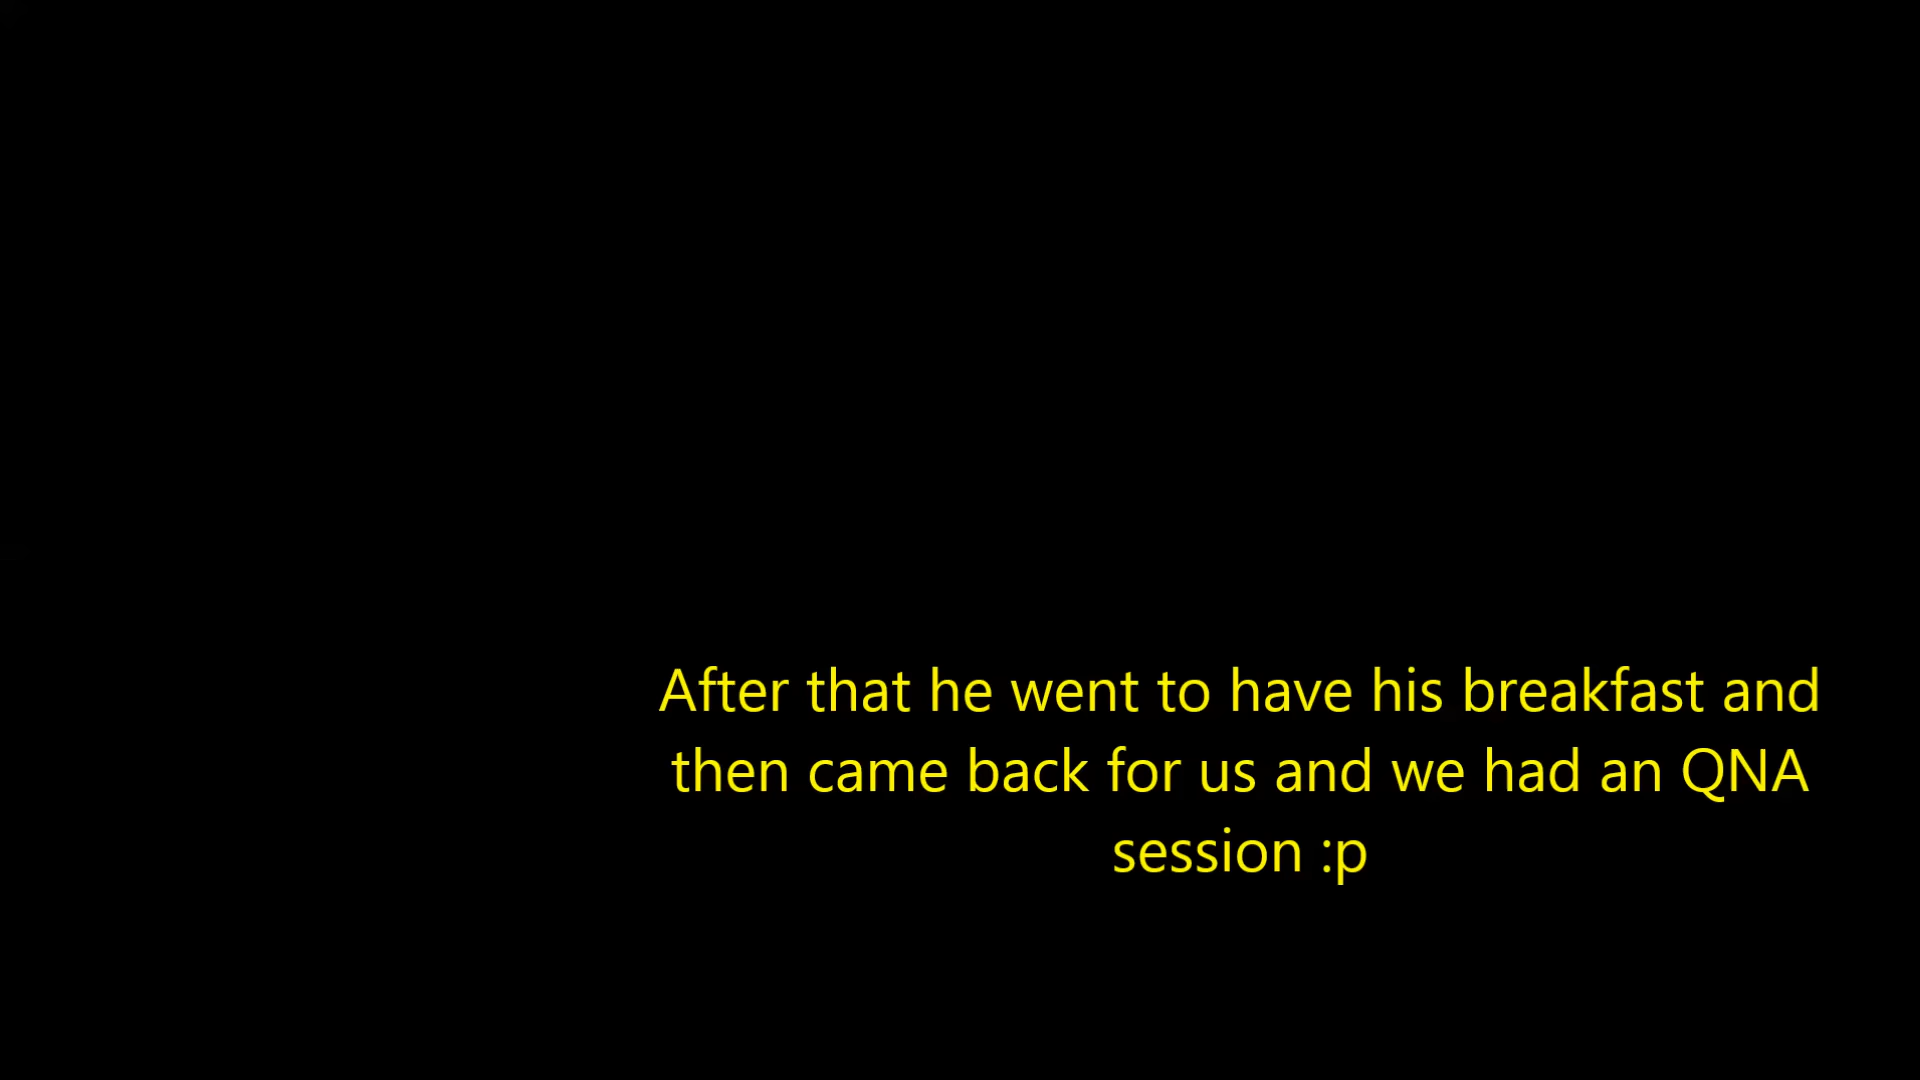 After that he went to have his breakfast and
then came back for us and we had an QNA
session :p